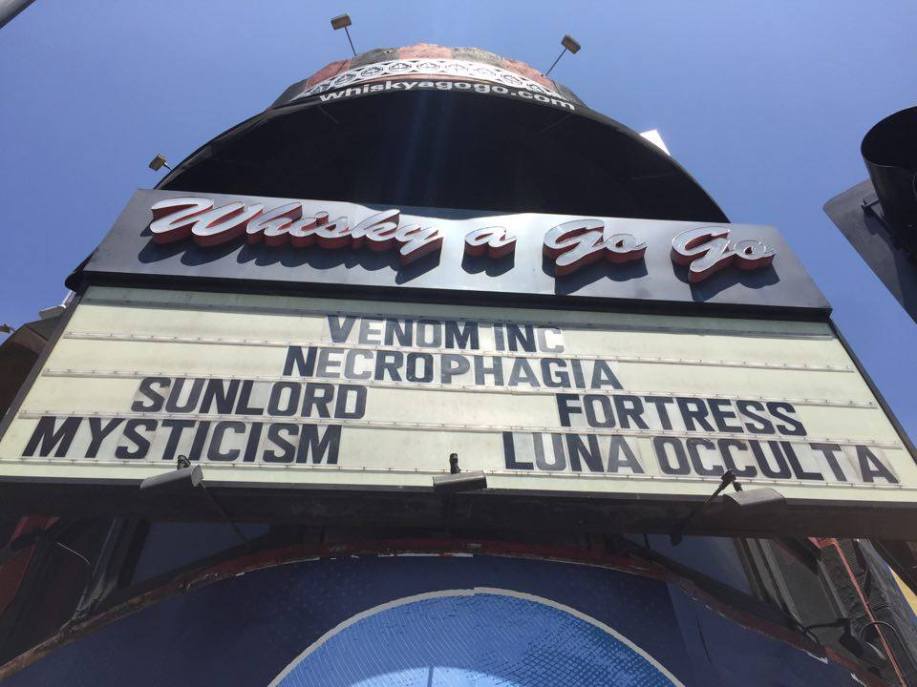 whiskyagogo.com
Whisky a Go Go
VENOM INC
NECROPHAGIA
SUNLORD FORTRESS
MYSTICISM LUNA OCCULTA